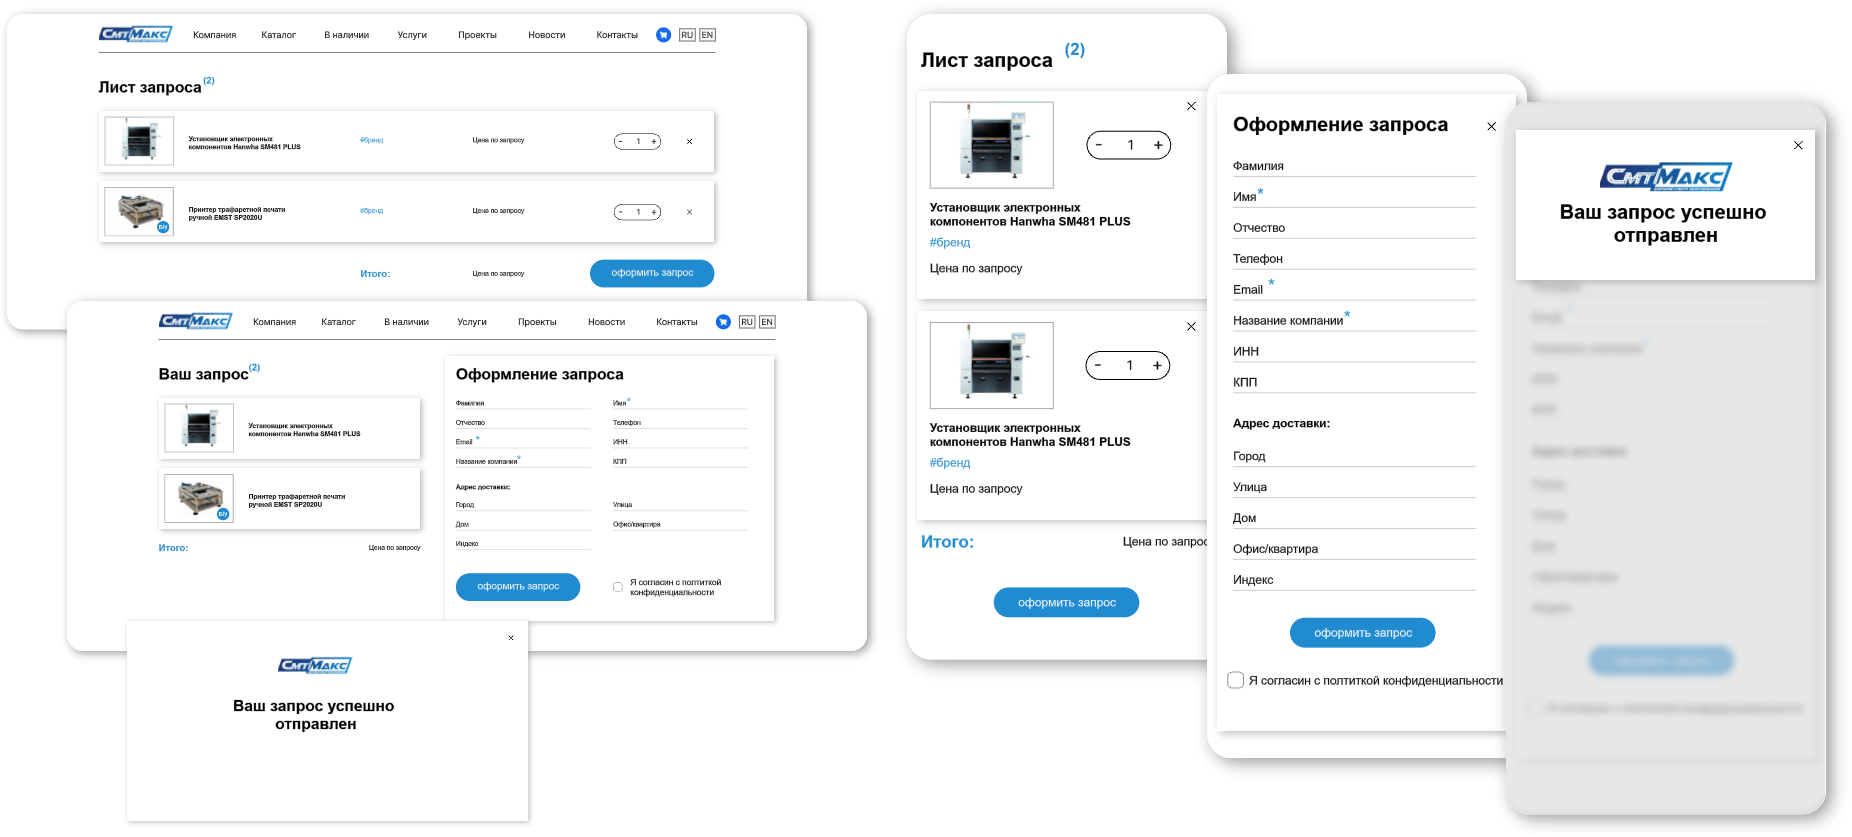 СмтМакс
Компания Каталог В наличии Услуги Проекты Новости Контакты RU EN
Лист запроса (2)
Установщик электронных
компонентов Hanwha SM481 PLUS
#бренд
Цена по запросу
- 1 +
Принтер трафаретной печати
ручной EMST SP2020U
#бренд
Цена по запросу
- 1 +
Б/у
Итого:
Цена по запросу
оформить запрос
СмтМакс
Компания Каталог В наличии Услуги Проекты Новости Контакты RU EN
Ваш запрос (2)
Установщик электронных
компонентов Hanwha SM481 PLUS
Принтер трафаретной печати
ручной EMST SP2020U
Б/у
Итого:
Цена по запросу
Оформление запроса
Фамилия
Имя*
Отчество
Телефон
Email *
ИНН
Название компании*
КПП
Адрес доставки:
Город
Улица
Дом
Офис/квартира
Индекс
оформить запрос
Я согласин с полтиткой
конфиденциальности
СмтМакс
Ваш запрос успешно
отправлен
Лист запроса (2)
- 1 +
Установщик электронных
компонентов Hanwha SM481 PLUS
#бренд
Цена по запросу
- 1 +
Установщик электронных
компонентов Hanwha SM481 PLUS
#бренд
Цена по запросу
Итого:
Цена по запрос
оформить запрос
Оформление запроса
Фамилия
Имя*
Отчество
Телефон
Email *
Название компании*
ИНН
КПП
Адрес доставки:
Город
Улица
Дом
Офис/квартира
Индекс
оформить запрос
Я согласин с полтиткой конфиденциальности
СмтМакс
Ваш запрос успешно
отправлен